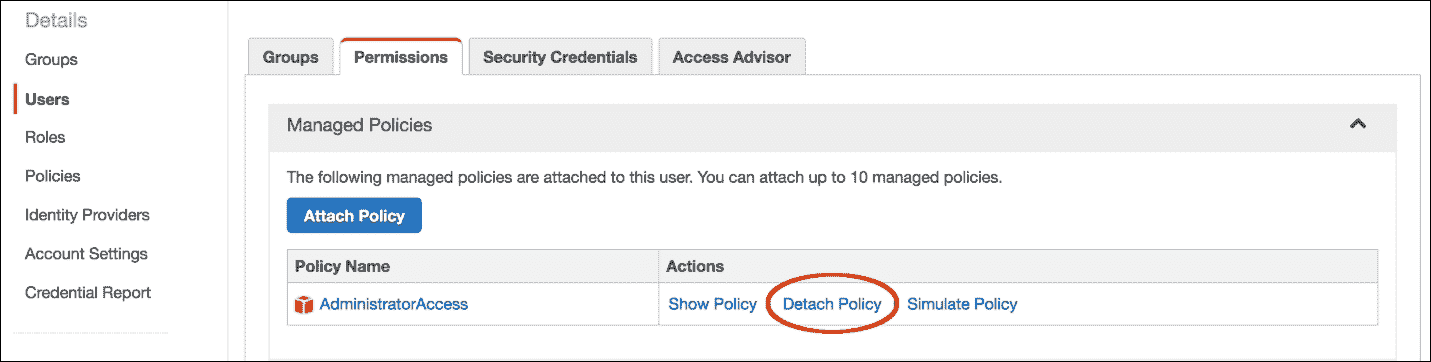 Details
Groups
Users
Roles
Policies
Identity Providers
Account Settings
Credential Report
Groups Permissions Security Credentials Access Advisor
Managed Policies
The following managed policies are attached to this user. You can attach up to 10 managed policies.
Attach Policy
Policy Name Actions
AdministratorAccess Show Policy Detach Policy Simulate Policy